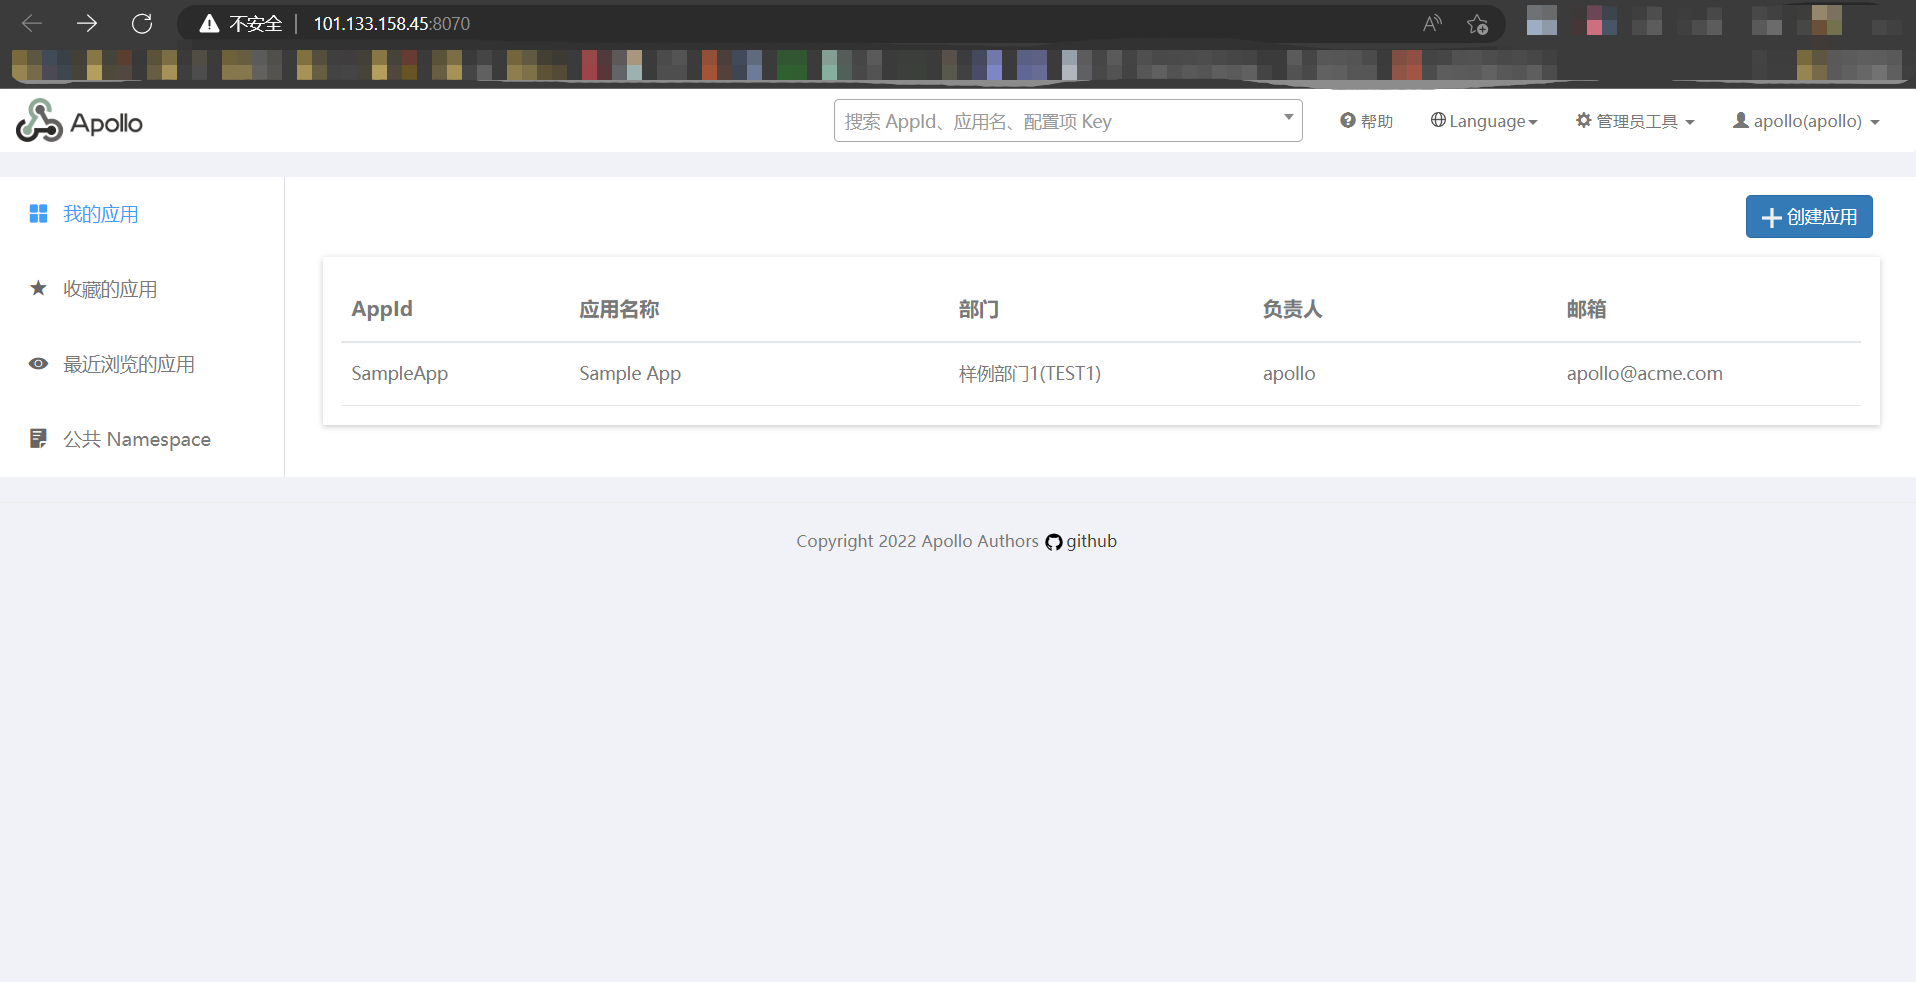 不安全 101.133.158.45:8070
Apollo
搜索 AppId、应用名、配置项 Key
帮助
Language
管理员工具
apollo(apollo)
我的应用
收藏的应用
最近浏览的应用
公共 Namespace
创建应用
AppId 应用名称 部门 负责人 邮箱
SampleApp Sample App 样例部门1(TEST1) apollo apollo@acme.com
Copyright 2022 Apollo Authors github